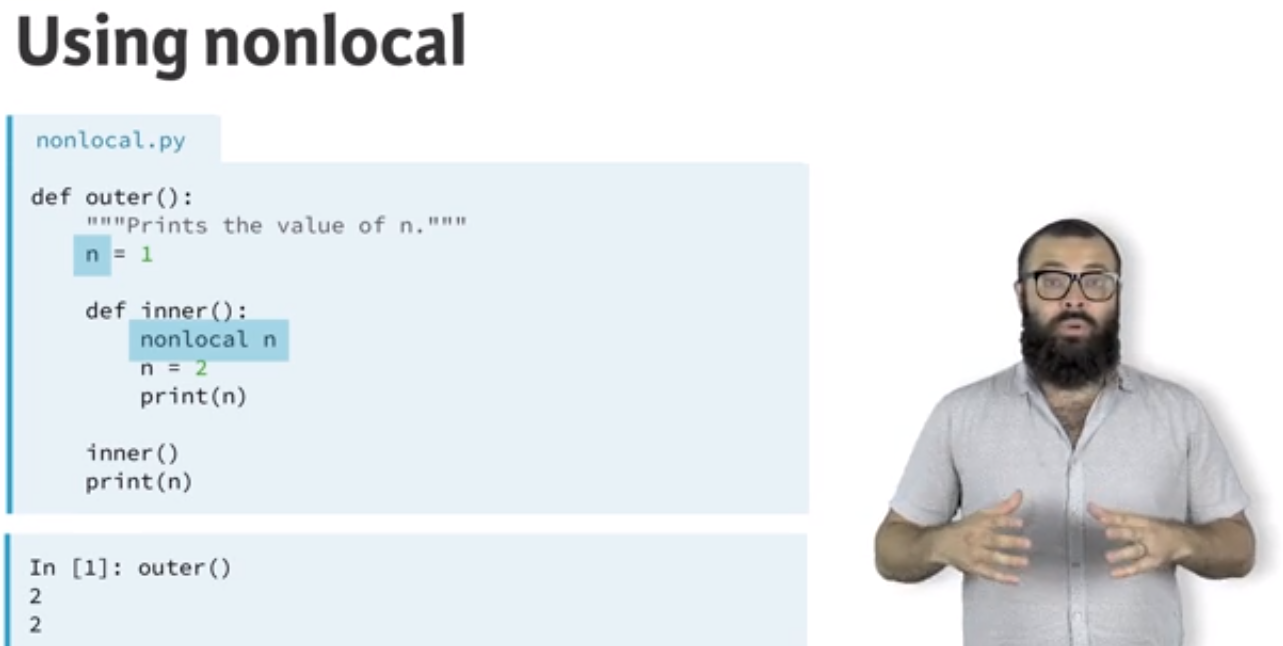 Using nonlocal
nonlocal.py
def outer():
    """Prints the value of n."""
    n = 1
    def inner():
        nonlocal n
        n = 2
        print(n)
    inner()
    print(n)
In [1]: outer()
2
2